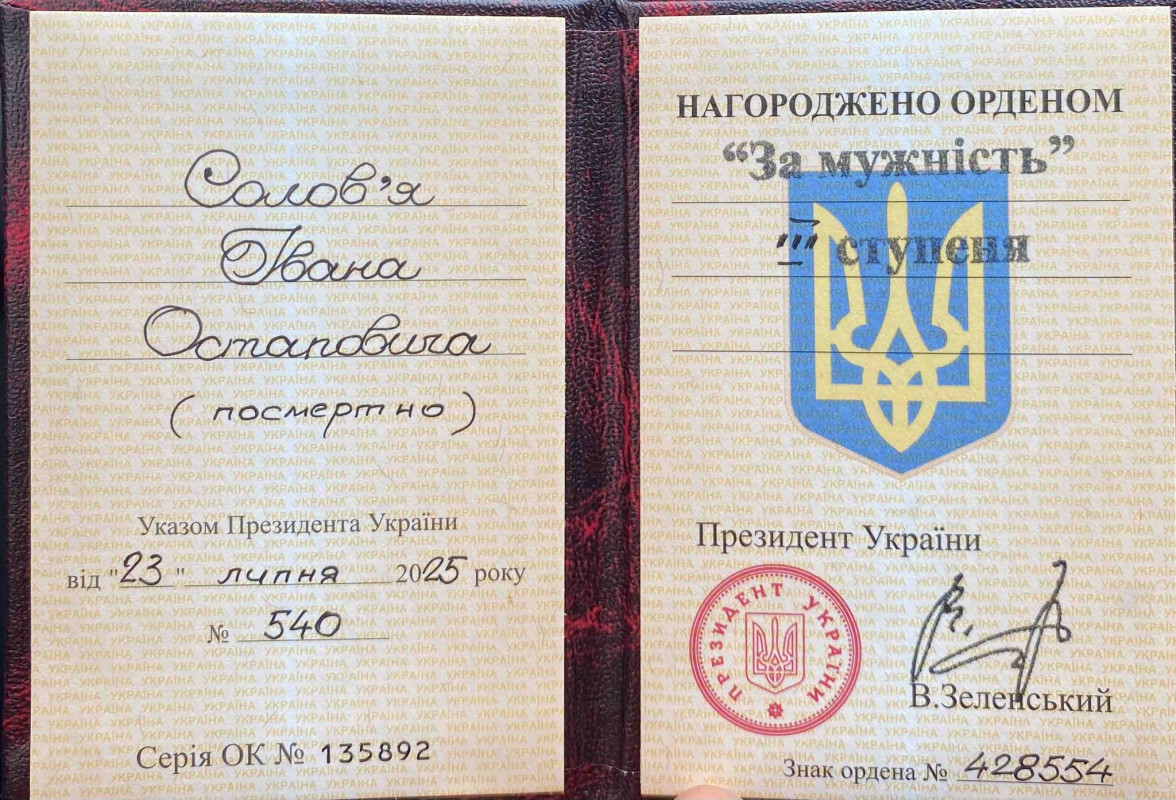 Солов’я
Івана
Остаповича
(посмертно)
Указом Президента України
від "23" липня 2025 року
№ 540
Серія ОК № 135892
НАГОРОДЖЕНО ОРДЕНОМ
“За мужність”
III ступеня
Президент України
ПРЕЗИДЕНТ УКРАЇНИ
В.Зеленський
Знак ордена № 428554